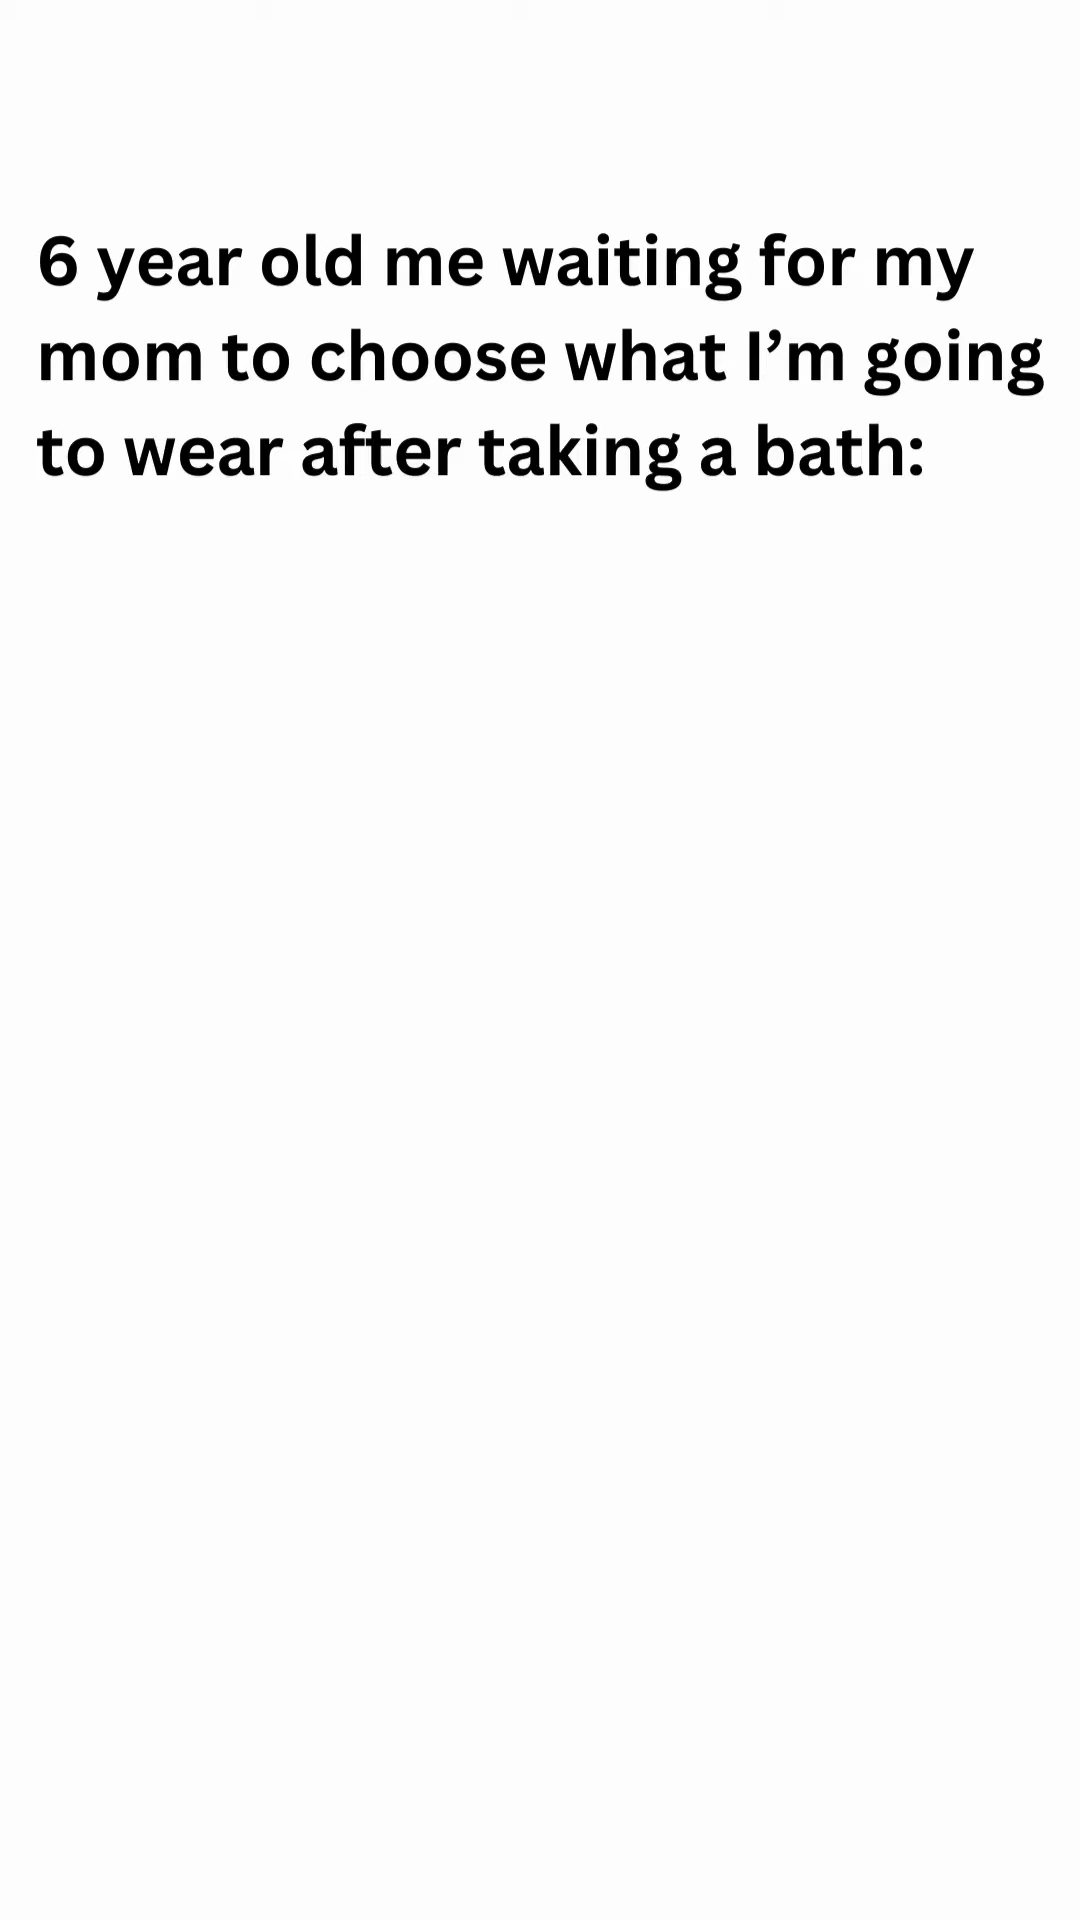 6 year old me waiting for my
mom to choose what I’m going
to wear after taking a bath: